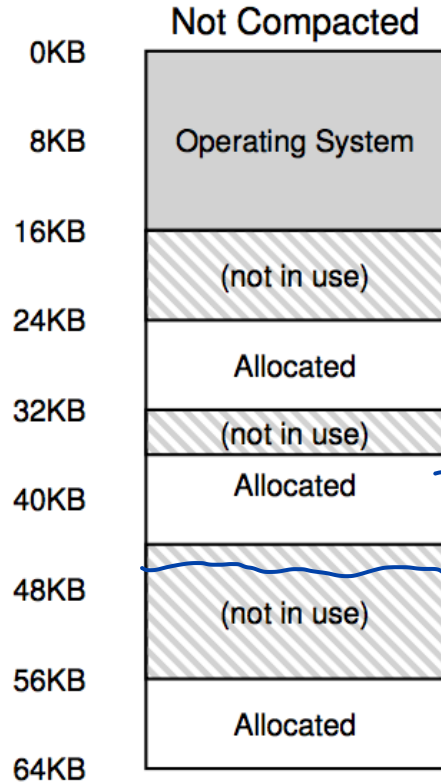 Not Compacted
0KB
8KB Operating System
16KB
(not in use)
24KB
Allocated
32KB
(not in use)
Allocated
40KB
48KB
(not in use)
56KB
Allocated
64KB